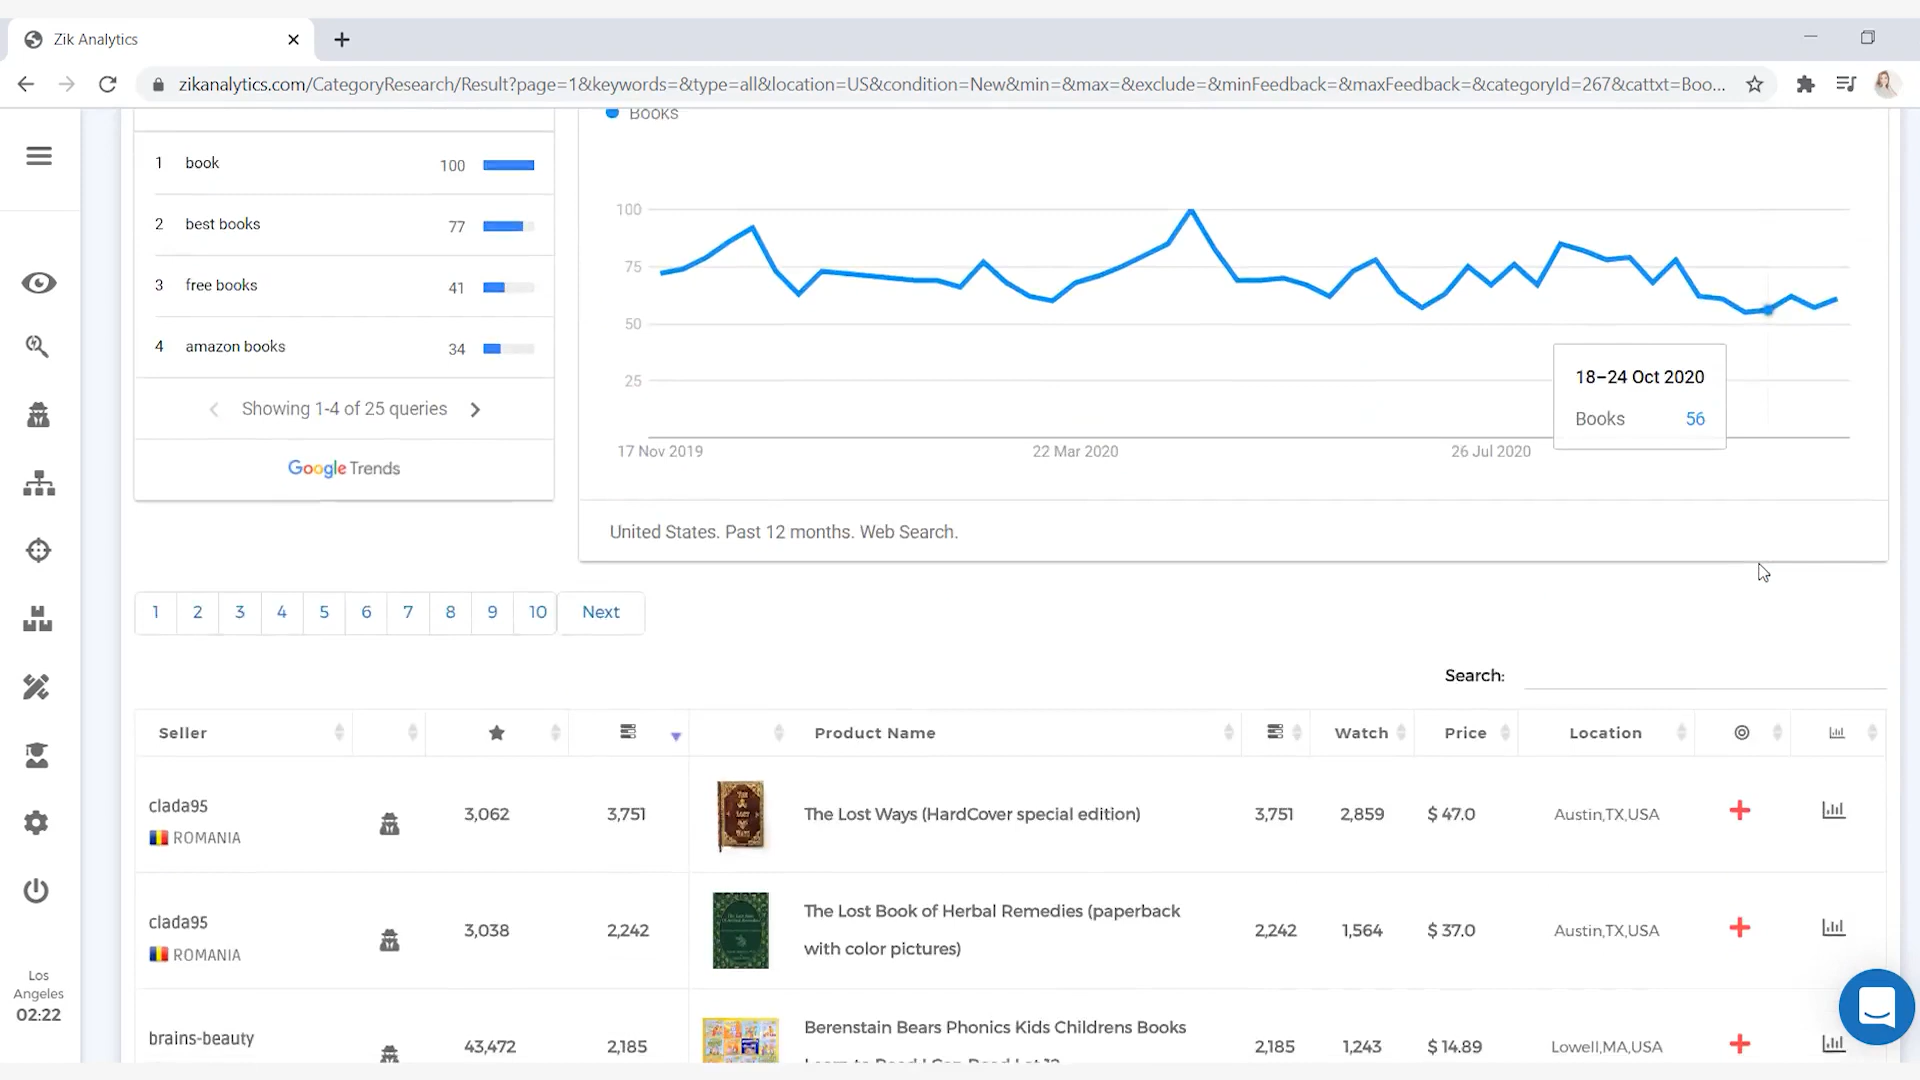 Zik Analytics
zikanalytics.com/CategoryResearch/Result?page=1&keywords=&type=all&location=US&condition=New&min=&max=&exclude=&minFeedback=&maxFeedback=&categoryId=267&cattxt=Boo...
Books
1 book 100
2 best books 77
3 free books 41
4 amazon books 34
Showing 1-4 of 25 queries
Google Trends
100
75
50
25
17 Nov 2019 22 Mar 2020 26 Jul 2020
18–24 Oct 2020
Books 56
United States. Past 12 months. Web Search.
1 2 3 4 5 6 7 8 9 10 Next
Search:
Seller Product Name Watch Price Location
clada95
ROMANIA
3,062 3,751 The Lost Ways (HardCover special edition) 3,751 2,859 $ 47.0 Austin,TX,USA
clada95
ROMANIA
3,038 2,242 The Lost Book of Herbal Remedies (paperback
with color pictures) 2,242 1,564 $ 37.0 Austin,TX,USA
brains-beauty 43,472 2,185 Berenstain Bears Phonics Kids Childrens Books
2,185 1,243 $ 14.89 Lowell,MA,USA
Los
Angeles
02:22